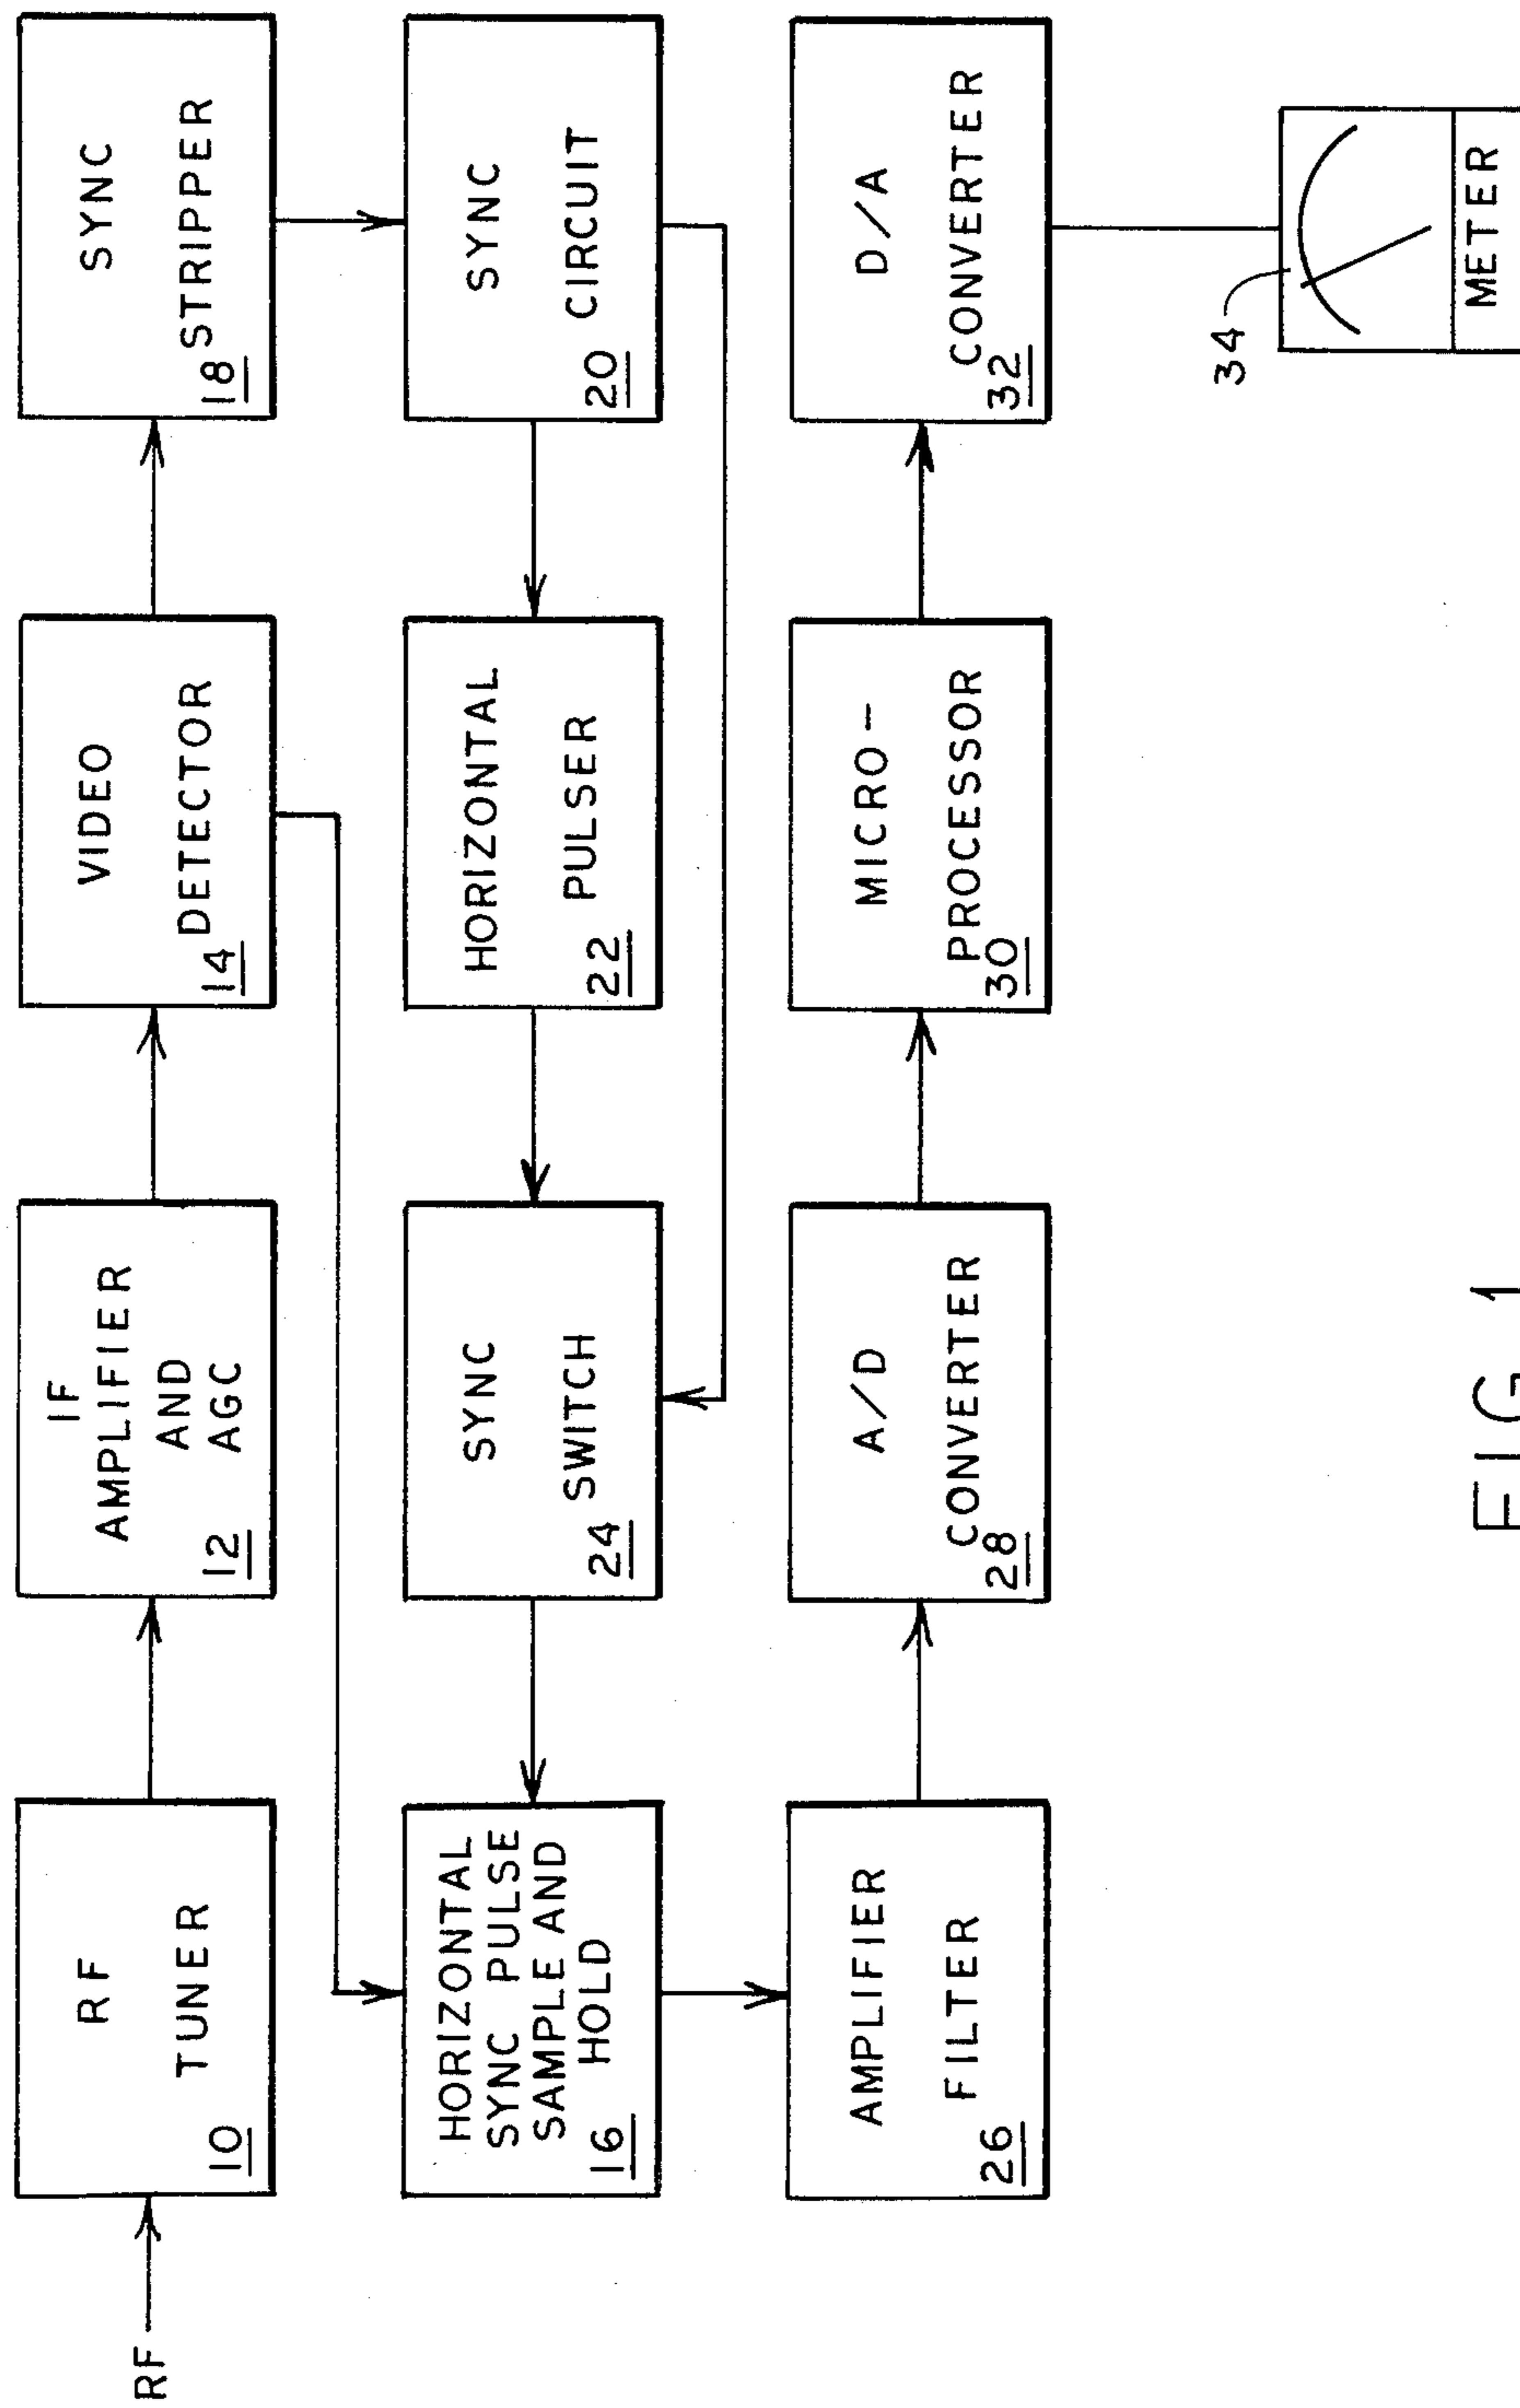 RF
RF
TUNER
10
IF
AMPLIFIER
AND
AGC
12
VIDEO
DETECTOR
14
SYNC
STRIPPER
18
HORIZONTAL
SYNC PULSE
SAMPLE AND
HOLD
16
SYNC
SWITCH
24
HORIZONTAL
PULSER
22
SYNC
CIRCUIT
20
AMPLIFIER
FILTER
26
A/D
CONVERTER
28
MICRO-
PROCESSOR
30
D/A
CONVERTER
32
34
METER
FIG 1